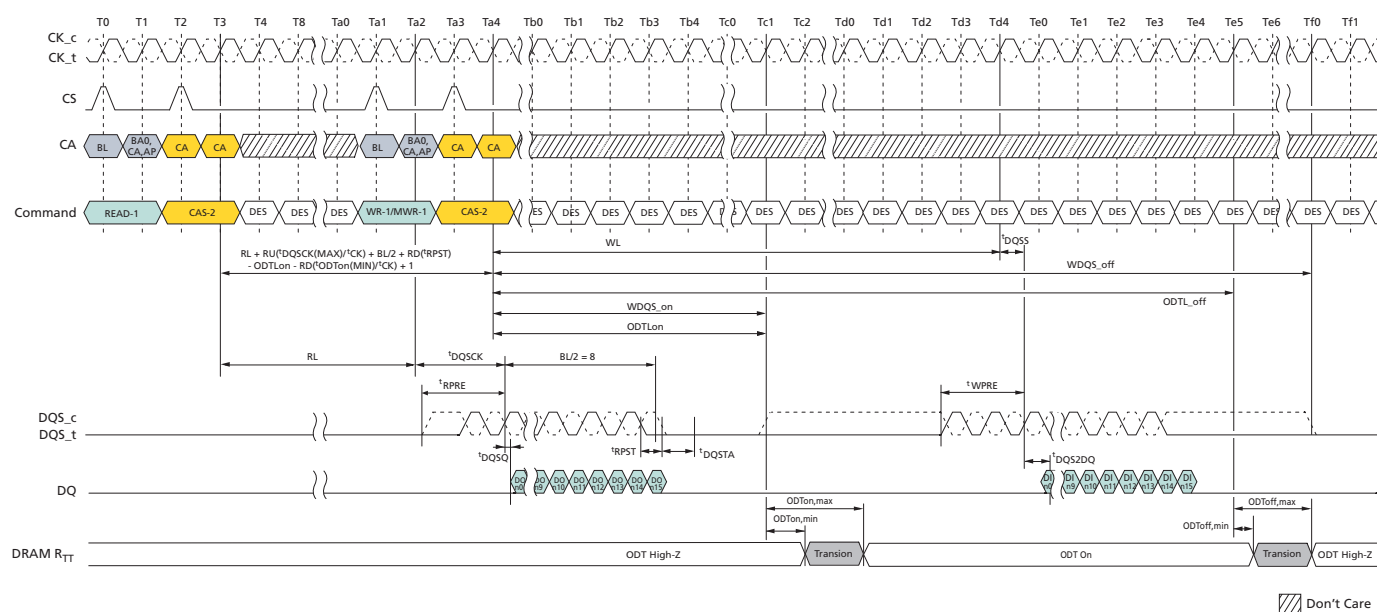 T0 T1 T2 T3 T4 T8 Ta0 Ta1 Ta2 Ta3 Ta4 Tb0 Tb1 Tb2 Tb3 Tb4 Tc0 Tc1 Tc2 Td0 Td1 Td2 Td3 Td4 Te0 Te1 Te2 Te3 Te4 Te5 Te6 Tf0 Tf1
CK_c
CK_t
CS
CA BL BA0, CA,AP CA CA BL BA0, CA,AP CA CA
Command READ-1 CAS-2 DES DES DES WR-1/MWR-1 CAS-2 DES DES DES DES DES DES DES DES DES DES DES DES DES DES DES DES DES DES DES DES DES DES
WL tDQSS
RL + RU(tDQSCK(MAX)/tCK) + BL/2 + RD(tRPST)
- ODTLon - RD(tODTon(MIN)/tCK) + 1
WDQS_off
ODTL_off
WDQS_on
ODTLon
RL tDQSCK BL/2 = 8
tRPRE tWPRE
DQS_c
DQS_t
tRPST tDQSTA
tDQSQ tDQS2DQ
DQ DO n0 DO n9 DO n10 DO n11 DO n12 DO n13 DO n14 DO n15 DI n0 DI n9 DI n10 DI n11 DI n12 DI n13 DI n14 DI n15
ODTon,max ODToff,max
ODTon,min ODToff,min
DRAM RTT ODT High-Z Transion ODT On Transion ODT High-Z
Don't Care